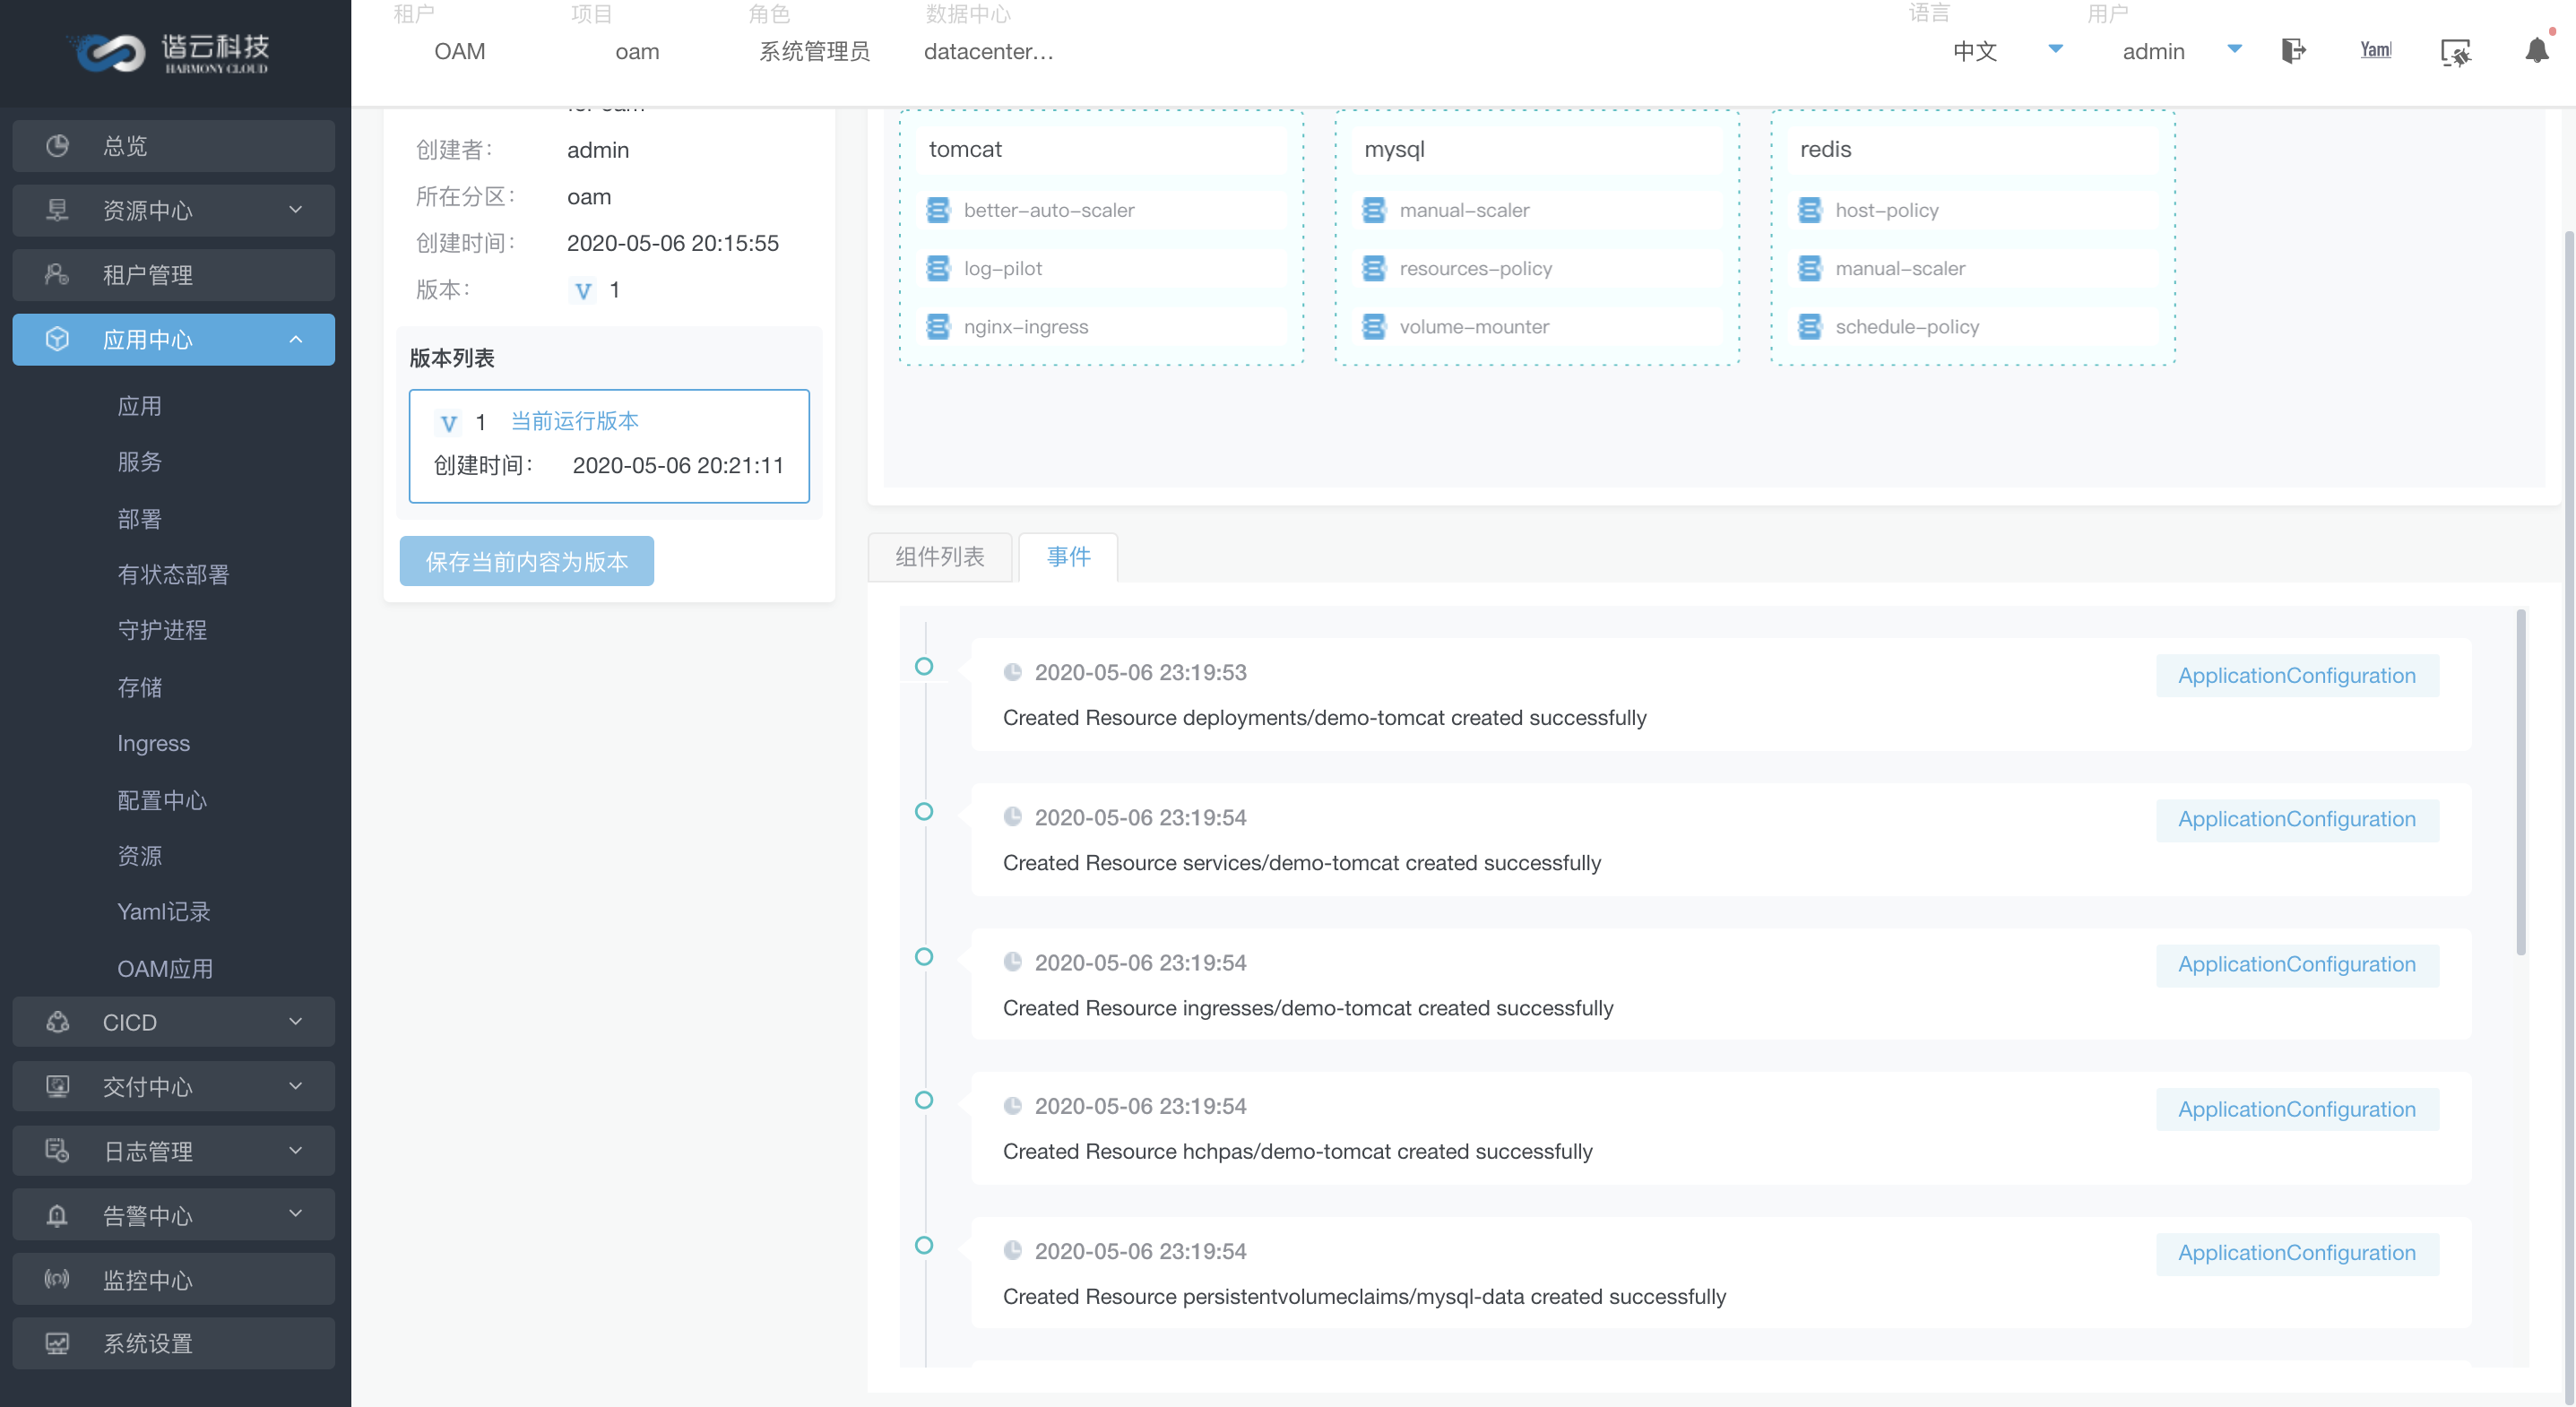 谐云科技
HARMONY CLOUD
租户
项目
角色
数据中心
语言
用户
OAM
oam
系统管理员
datacenter...
中文
admin
Yaml
总览
资源中心
租户管理
应用中心
应用
服务
部署
有状态部署
守护进程
存储
Ingress
配置中心
资源
Yaml记录
OAM应用
CICD
交付中心
日志管理
告警中心
监控中心
系统设置
创建者: admin
所在分区: oam
创建时间: 2020-05-06 20:15:55
版本: V 1
版本列表
V 1 当前运行版本
创建时间: 2020-05-06 20:21:11
保存当前内容为版本
tomcat
better-auto-scaler
log-pilot
nginx-ingress
mysql
manual-scaler
resources-policy
volume-mounter
redis
host-policy
manual-scaler
schedule-policy
组件列表
事件
2020-05-06 23:19:53
ApplicationConfiguration
Created Resource deployments/demo-tomcat created successfully
2020-05-06 23:19:54
ApplicationConfiguration
Created Resource services/demo-tomcat created successfully
2020-05-06 23:19:54
ApplicationConfiguration
Created Resource ingresses/demo-tomcat created successfully
2020-05-06 23:19:54
ApplicationConfiguration
Created Resource hchpas/demo-tomcat created successfully
2020-05-06 23:19:54
ApplicationConfiguration
Created Resource persistentvolumeclaims/mysql-data created successfully